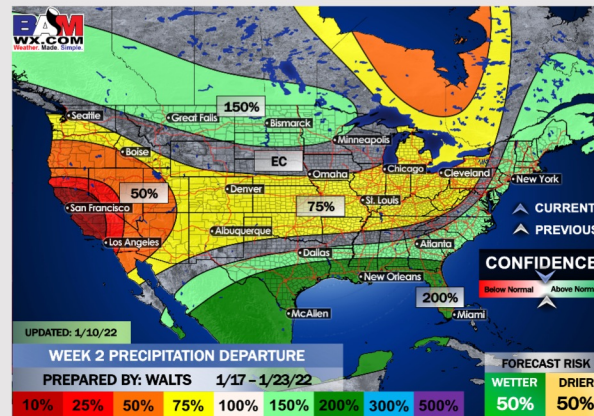 BAM
WX.COM
Weather. Made. Simple.
Seattle
Great Falls
150%
Bismarck
Minneapolis
Boise
EC
Omaha
Chicago
Cleveland
New York
50%
Denver
San Francisco
75%
St. Louis
CURRENT
PREVIOUS
Los Angeles
Albuquerque
Dallas
Atlanta
CONFIDENCE
Below Normal
Above Norm
New Orleans
200%
McAllen
Miami
UPDATED: 1/10/22
WEEK 2 PRECIPITATION DEPARTURE
FORECAST RISK
PREPARED BY: WALTS 1/17 – 1/23/22
WETTER
50%
DRIER
50%
10% 25% 50% 75% 100% 150% 200% 300% 500%